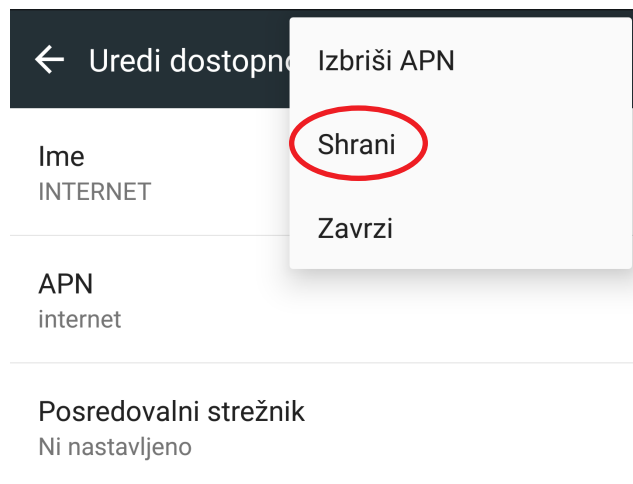 Uredi dostopno
Izbriši APN
Shrani
Zavrzi
Ime
INTERNET
APN
internet
Posredovalni strežnik
Ni nastavljeno